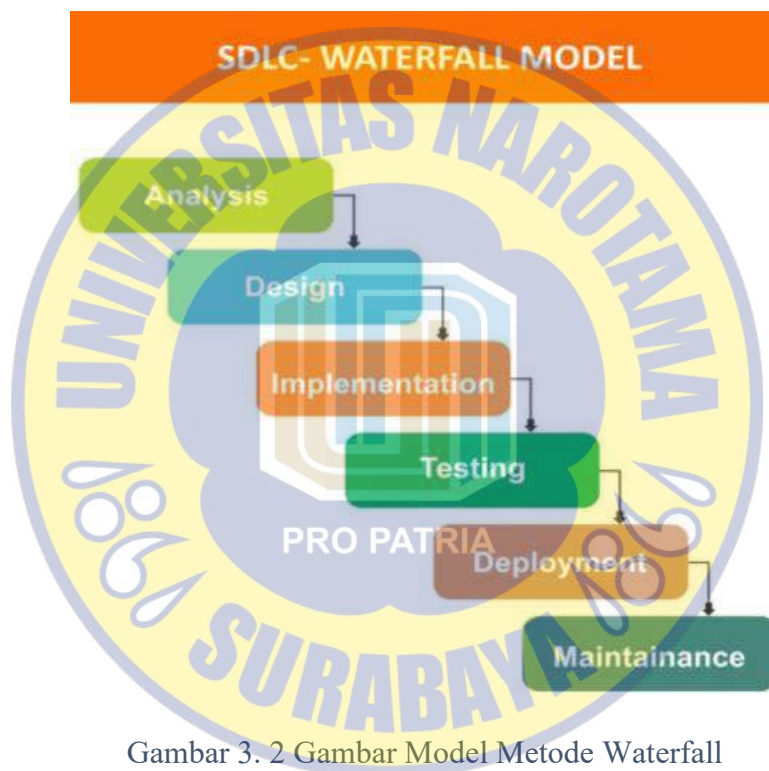 SDLC- WATERFALL MODEL
UNIVERSITAS NAROTAMA
Analysis
Design
Implementation
Testing
PRO PATRIA
Deployment
Maintainance
SURABAYA
Gambar 3. 2 Gambar Model Metode Waterfall